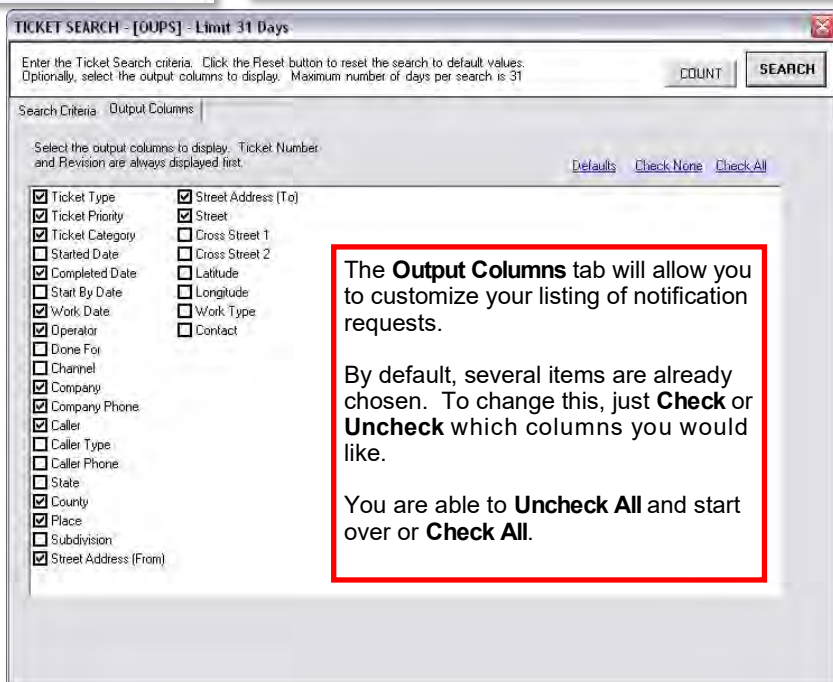 TICKET SEARCH - [OUPS] - Limit 31 Days
Enter the Ticket Search criteria. Click the Reset button to reset the search to default values.
Optionally, select the output columns to display. Maximum number of days per search is 31
COUNT
SEARCH
Search Criteria
Output Columns
Select the output columns to display. Ticket Number
and Revision are always displayed first.
Defaults
Check None
Check All
Ticket Type
Ticket Priority
Ticket Category
Started Date
Completed Date
Start By Date
Work Date
Operator
Done For
Channel
Company
Company Phone
Caller
Caller Type
Caller Phone
State
County
Place
Subdivision
Street Address (From)
Street Address (To)
Street
Cross Street 1
Cross Street 2
Latitude
Longitude
Work Type
Contact
The Output Columns tab will allow you
to customize your listing of notification
requests.
By default, several items are already
chosen. To change this, just Check or
Uncheck which columns you would
like.
You are able to Uncheck All and start
over or Check All.